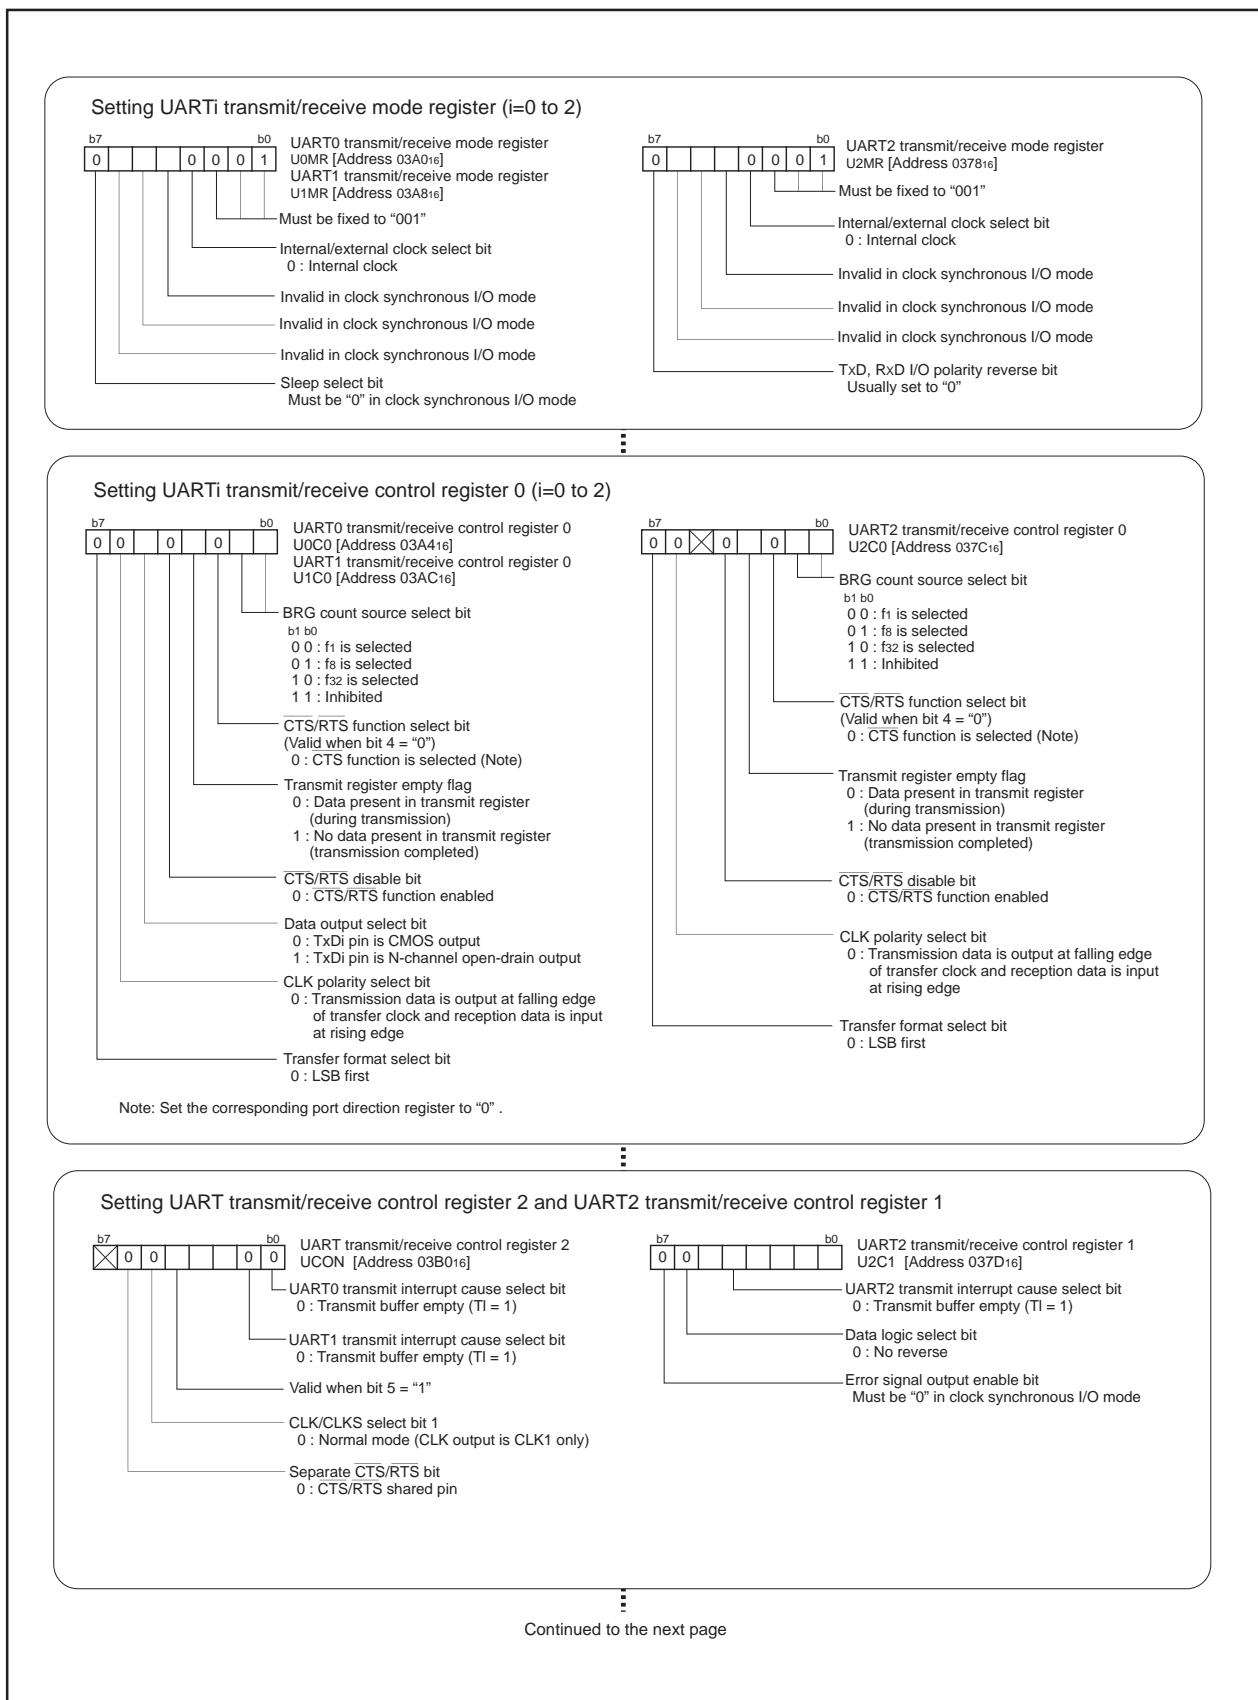 Setting UARTi transmit/receive mode register (i=0 to 2)
b7 b0
0 0 0 0 1
UART0 transmit/receive mode register
U0MR [Address 03A016]
UART1 transmit/receive mode register
U1MR [Address 03A816]
Must be fixed to “001”
Internal/external clock select bit
0 : Internal clock
Invalid in clock synchronous I/O mode
Invalid in clock synchronous I/O mode
Invalid in clock synchronous I/O mode
Sleep select bit
Must be “0” in clock synchronous I/O mode
b7 b0
0 0 0 0 1
UART2 transmit/receive mode register
U2MR [Address 037816]
Must be fixed to “001”
Internal/external clock select bit
0 : Internal clock
Invalid in clock synchronous I/O mode
Invalid in clock synchronous I/O mode
Invalid in clock synchronous I/O mode
TxD, RxD I/O polarity reverse bit
Usually set to “0”
Setting UARTi transmit/receive control register 0 (i=0 to 2)
b7 b0
0 0 0 0
UART0 transmit/receive control register 0
U0C0 [Address 03A416]
UART1 transmit/receive control register 0
U1C0 [Address 03AC16]
BRG count source select bit
b1 b0
0 0 : f1 is selected
0 1 : f8 is selected
1 0 : f32 is selected
1 1 : Inhibited
CTS/RTS function select bit
(Valid when bit 4 = “0”)
0 : CTS function is selected (Note)
Transmit register empty flag
0 : Data present in transmit register
(during transmission)
1 : No data present in transmit register
(transmission completed)
CTS/RTS disable bit
0 : CTS/RTS function enabled
Data output select bit
0 : TxDi pin is CMOS output
1 : TxDi pin is N-channel open-drain output
CLK polarity select bit
0 : Transmission data is output at falling edge
of transfer clock and reception data is input
at rising edge
Transfer format select bit
0 : LSB first
Note: Set the corresponding port direction register to “0” .
b7 b0
0 0 0 0
UART2 transmit/receive control register 0
U2C0 [Address 037C16]
BRG count source select bit
b1 b0
0 0 : f1 is selected
0 1 : f8 is selected
1 0 : f32 is selected
1 1 : Inhibited
CTS/RTS function select bit
(Valid when bit 4 = “0”)
0 : CTS function is selected (Note)
Transmit register empty flag
0 : Data present in transmit register
(during transmission)
1 : No data present in transmit register
(transmission completed)
CTS/RTS disable bit
0 : CTS/RTS function enabled
CLK polarity select bit
0 : Transmission data is output at falling edge
of transfer clock and reception data is input
at rising edge
Transfer format select bit
0 : LSB first
Setting UART transmit/receive control register 2 and UART2 transmit/receive control register 1
b7 b0
0 0 0 0
UART transmit/receive control register 2
UCON [Address 03B016]
UART0 transmit interrupt cause select bit
0 : Transmit buffer empty (TI = 1)
UART1 transmit interrupt cause select bit
0 : Transmit buffer empty (TI = 1)
Valid when bit 5 = “1”
CLK/CLKS select bit 1
0 : Normal mode (CLK output is CLK1 only)
Separate CTS/RTS bit
0 : CTS/RTS shared pin
b7 b0
0 0
UART2 transmit/receive control register 1
U2C1 [Address 037D16]
UART2 transmit interrupt cause select bit
0 : Transmit buffer empty (TI = 1)
Data logic select bit
0 : No reverse
Error signal output enable bit
Must be “0” in clock synchronous I/O mode
Continued to the next page